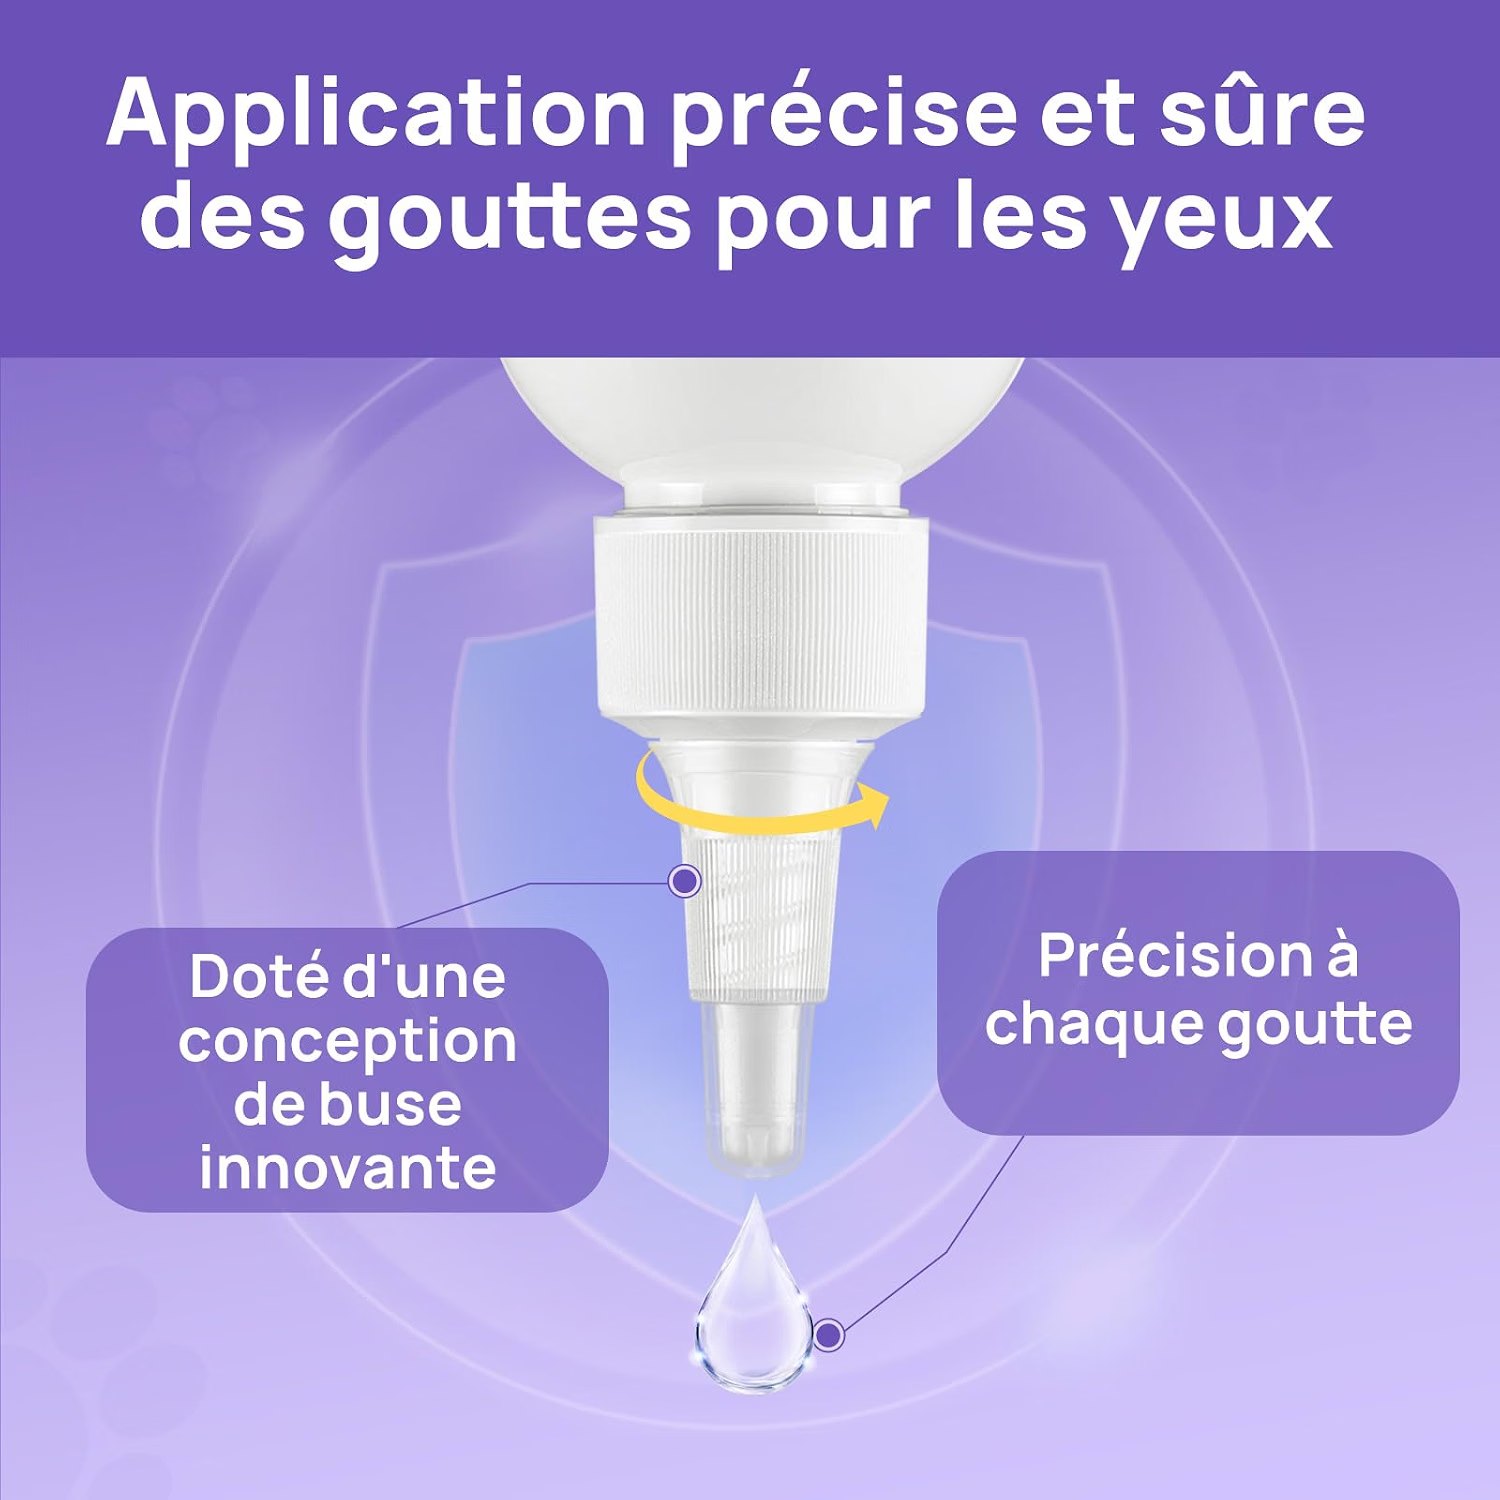 Application précise et sûre
des gouttes pour les yeux
Doté d'une
conception
de buse
innovante
Précision à
chaque goutte